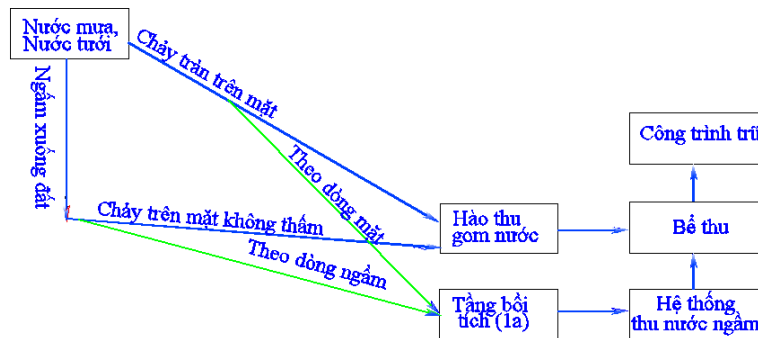 Nước mưa,
Nước tưới
Chảy tràn trên mặt
Ngấm xuống đất
Công trình trữ
Theo dòng mặt
Chảy trên mặt không thấm
Hào thu
gom nước
Bể thu
Theo dòng ngầm
Tầng bồi
tích (1a)
Hệ thống
thu nước ngầm